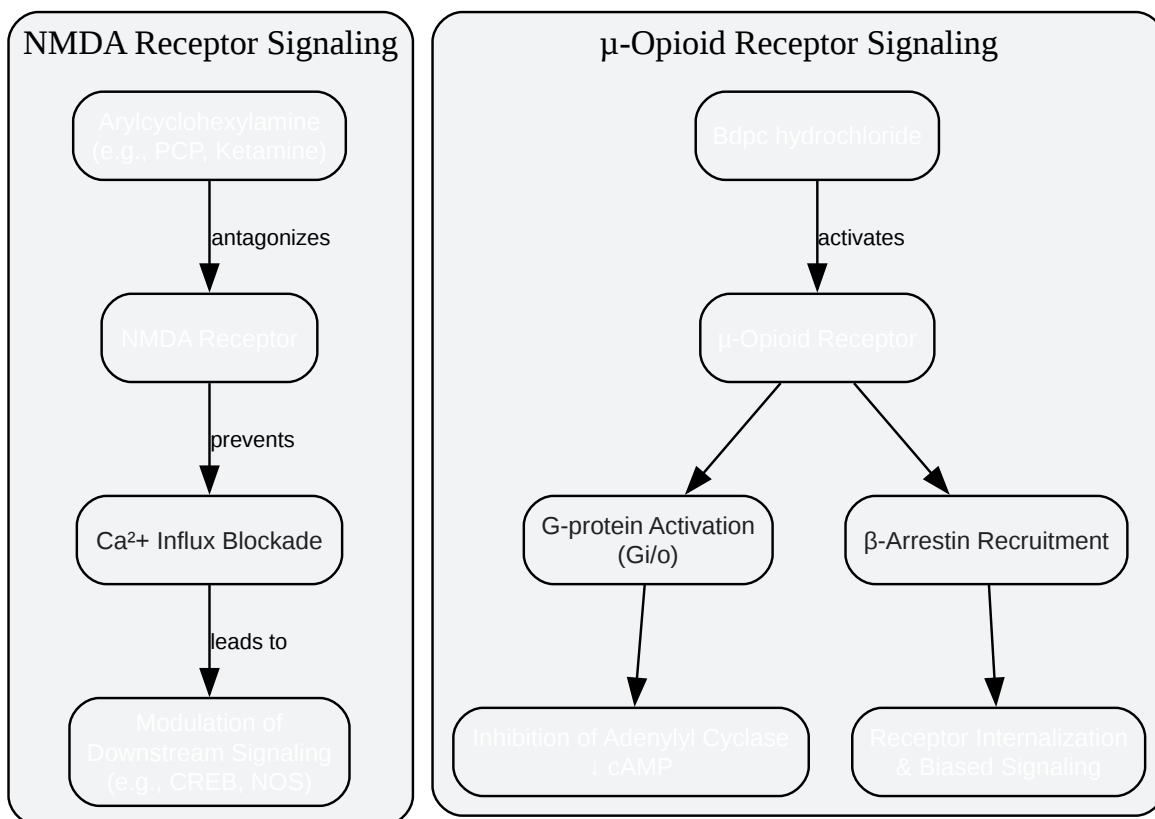 NMDA Receptor Signaling
Arylcyclohexylamine
(e.g., PCP, Ketamine)
antagonizes
NMDA Receptor
prevents
Ca²+ Influx Blockade
leads to
Modulation of
Downstream Signaling
(e.g., CREB, NOS)
µ-Opioid Receptor Signaling
Bdpc hydrochloride
activates
µ-Opioid Receptor
G-protein Activation
(Gi/o)
β-Arrestin Recruitment
Inhibition of Adenylyl Cyclase
↓ cAMP
Receptor Internalization
& Biased Signaling